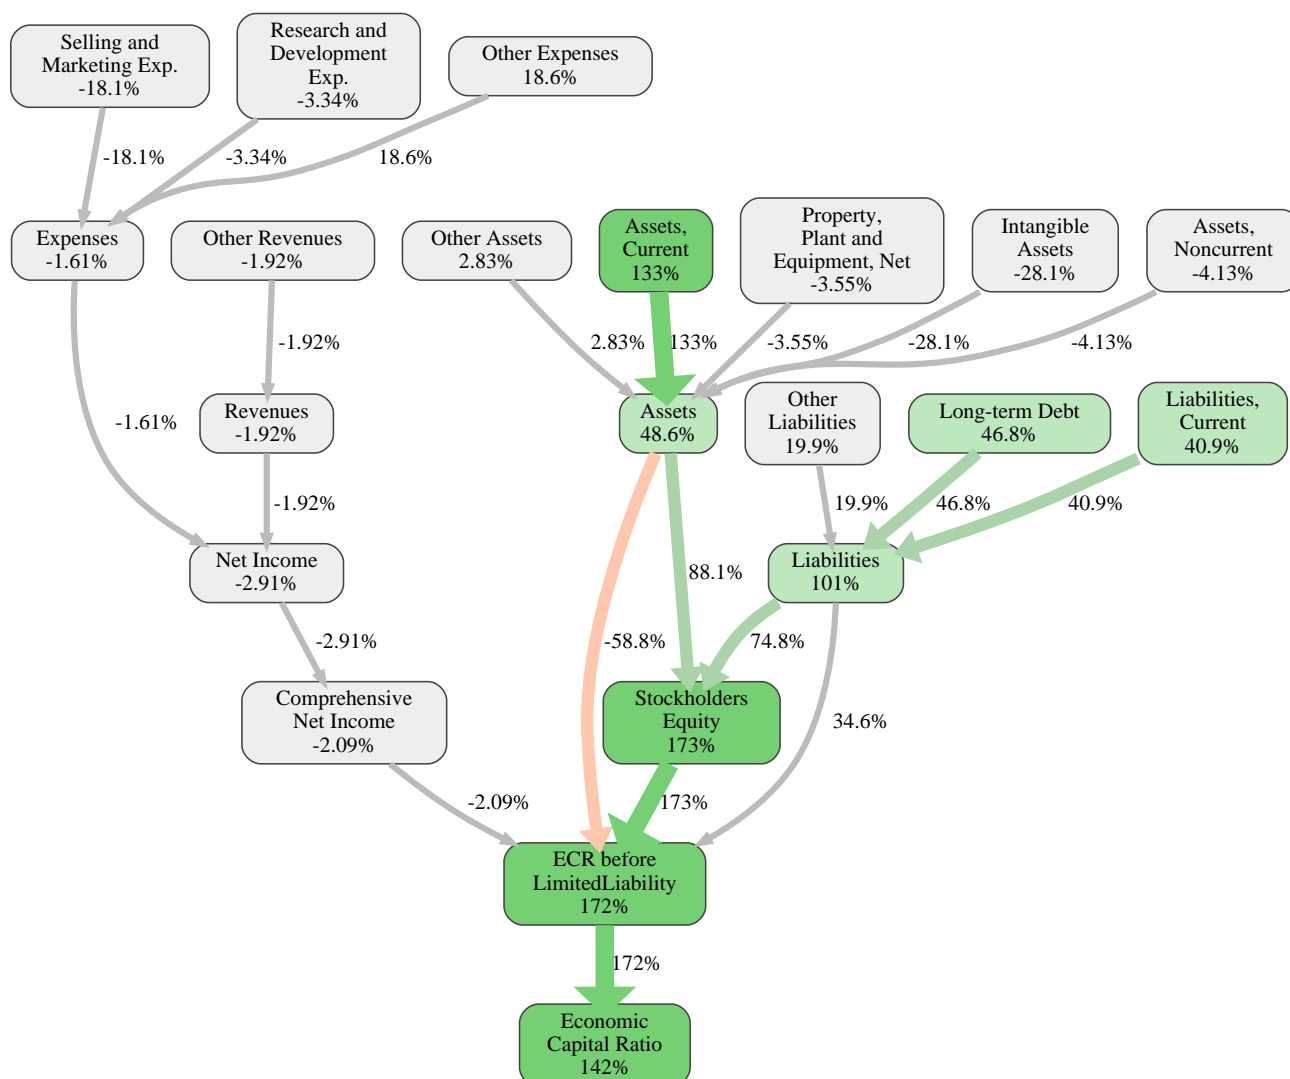 Selling and
Marketing Exp.
-18.1%
Research and
Development
Exp.
-3.34%
Other Expenses
18.6%
-18.1%
-3.34%
18.6%
Expenses
-1.61%
Other Revenues
-1.92%
Other Assets
2.83%
Assets,
Current
133%
Property,
Plant and
Equipment, Net
-3.55%
Intangible
Assets
-28.1%
Assets,
Noncurrent
-4.13%
-1.92%
2.83%
133%
-3.55%
-28.1%
-4.13%
-1.61%
Revenues
-1.92%
Assets
48.6%
Other
Liabilities
19.9%
Long-term Debt
46.8%
Liabilities,
Current
40.9%
-1.92%
19.9%
46.8%
40.9%
Net Income
-2.91%
88.1%
Liabilities
101%
-2.91%
-58.8%
74.8%
Comprehensive
Net Income
-2.09%
Stockholders
Equity
173%
34.6%
-2.09%
173%
ECR before
LimitedLiability
172%
172%
Economic
Capital Ratio
142%